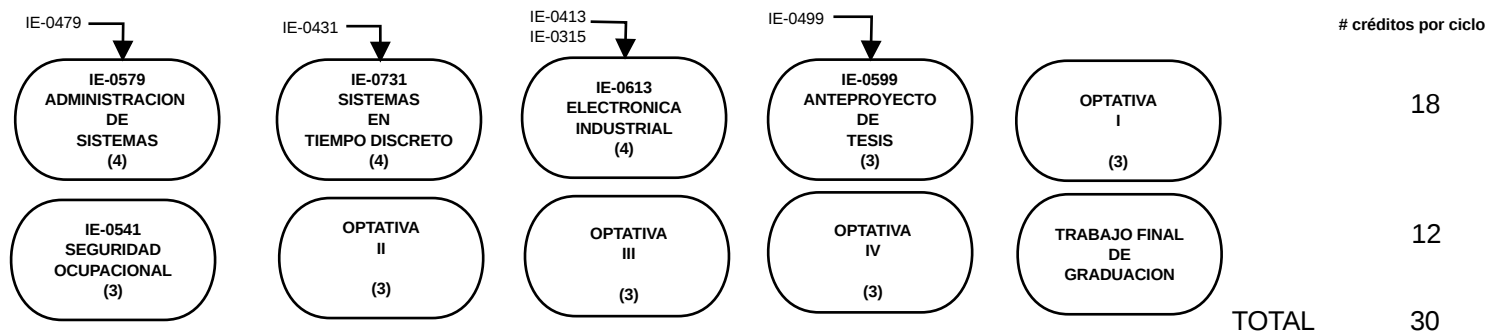 IE-0479
IE-0431
IE-0413
IE-0315
IE-0499
# créditos por ciclo
IE-0579
ADMINISTRACION
DE
SISTEMAS
(4)
IE-0731
SISTEMAS
EN
TIEMPO DISCRETO
(4)
IE-0613
ELECTRONICA
INDUSTRIAL
(4)
IE-0599
ANTEPROYECTO
DE
TESIS
(3)
OPTATIVA
I
(3)
18
IE-0541
SEGURIDAD
OCUPACIONAL
(3)
OPTATIVA
II
(3)
OPTATIVA
III
(3)
OPTATIVA
IV
(3)
TRABAJO FINAL
DE
GRADUACION
12
TOTAL 30